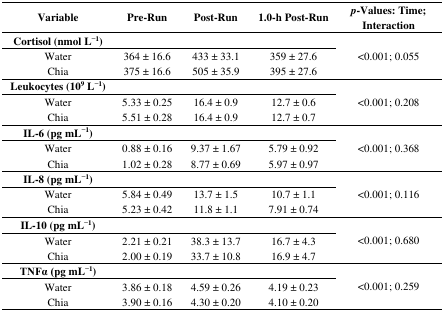 Variable Pre-Run Post-Run 1.0-h Post-Run p-Values: Time; Interaction
Cortisol (nmol L⁻¹)
Water 364 ± 16.6 433 ± 33.1 359 ± 27.6 <0.001; 0.055
Chia 375 ± 16.6 505 ± 35.9 395 ± 27.6
Leukocytes (10⁹ L⁻¹)
Water 5.33 ± 0.25 16.4 ± 0.9 12.7 ± 0.6 <0.001; 0.208
Chia 5.51 ± 0.28 16.4 ± 0.9 12.7 ± 0.7
IL-6 (pg mL⁻¹)
Water 0.88 ± 0.16 9.37 ± 1.67 5.79 ± 0.92 <0.001; 0.368
Chia 1.02 ± 0.28 8.77 ± 0.69 5.97 ± 0.97
IL-8 (pg mL⁻¹)
Water 5.84 ± 0.49 13.7 ± 1.5 10.7 ± 1.1 <0.001; 0.116
Chia 5.23 ± 0.42 11.8 ± 1.1 7.91 ± 0.74
IL-10 (pg mL⁻¹)
Water 2.21 ± 0.21 38.3 ± 13.7 16.7 ± 4.3 <0.001; 0.680
Chia 2.00 ± 0.19 33.7 ± 10.8 16.9 ± 4.7
TNFα (pg mL⁻¹)
Water 3.86 ± 0.18 4.59 ± 0.26 4.19 ± 0.23 <0.001; 0.259
Chia 3.90 ± 0.16 4.30 ± 0.20 4.10 ± 0.20